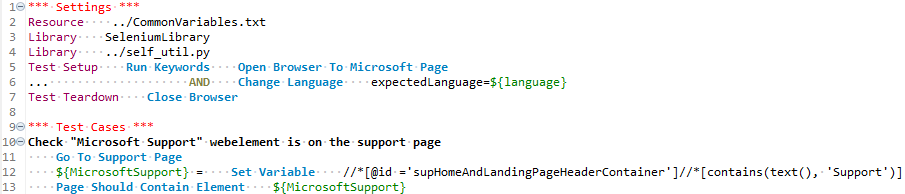 1 *** Settings ***
2 Resource    ../CommonVariables.txt
3 Library    SeleniumLibrary
4 Library    ../self_util.py
5 Test Setup    Run Keywords    Open Browser To Microsoft Page
6 ...                    AND    Change Language    expectedLanguage=${language}
7 Test Teardown    Close Browser
8
9 *** Test Cases ***
10 Check "Microsoft Support" webelement is on the support page
11     Go To Support Page
12     ${MicrosoftSupport} =    Set Variable    //*[@id ='supHomeAndLandingPageHeaderContainer']//*[contains(text(), 'Support')]
13     Page Should Contain Element    ${MicrosoftSupport}